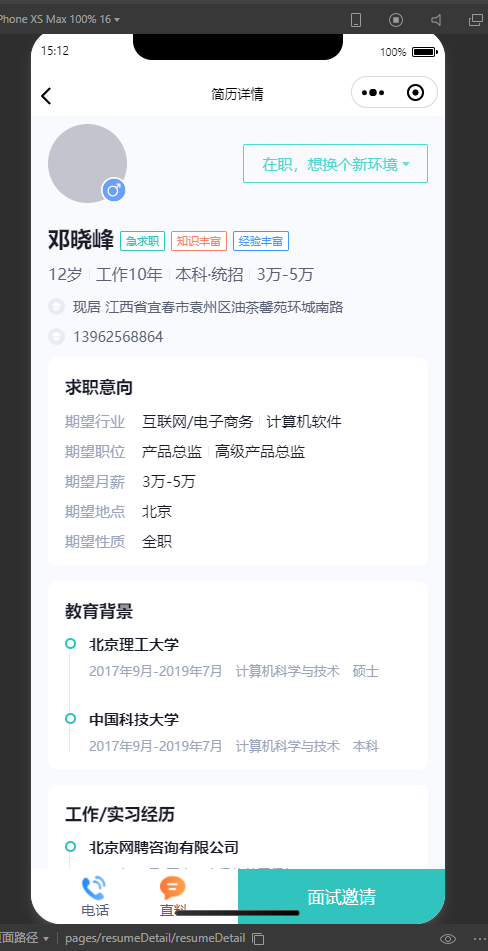 Phone XS Max 100% 16
15:12
100%
简历详情
在职，想换个新环境
邓晓峰 急求职 知识丰富 经验丰富
12岁 工作10年 本科·统招 3万-5万
现居 江西省宜春市袁州区油茶馨苑环城南路
13962568864
求职意向
期望行业 互联网/电子商务 计算机软件
期望职位 产品总监 高级产品总监
期望月薪 3万-5万
期望地点 北京
期望性质 全职
教育背景
北京理工大学
2017年9月-2019年7月 计算机科学与技术 硕士
中国科技大学
2017年9月-2019年7月 计算机科学与技术 本科
工作/实习经历
北京网聘咨询有限公司
电话
直聊
面试邀请
页面路径 pages/resumeDetail/resumeDetail